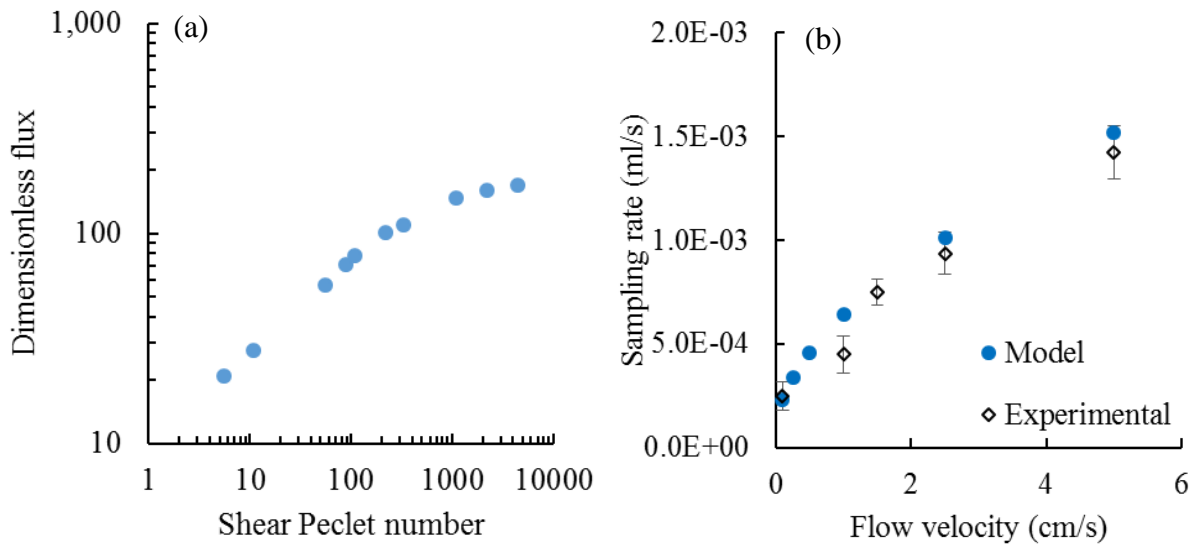 (a)
1,000
100
10
1
10
100
1000
10000
Dimensionless flux
Shear Peclet number
(b)
2.0E-03
1.5E-03
1.0E-03
5.0E-04
0.0E+00
0
2
4
6
Sampling rate (ml/s)
Flow velocity (cm/s)
Model
Experimental